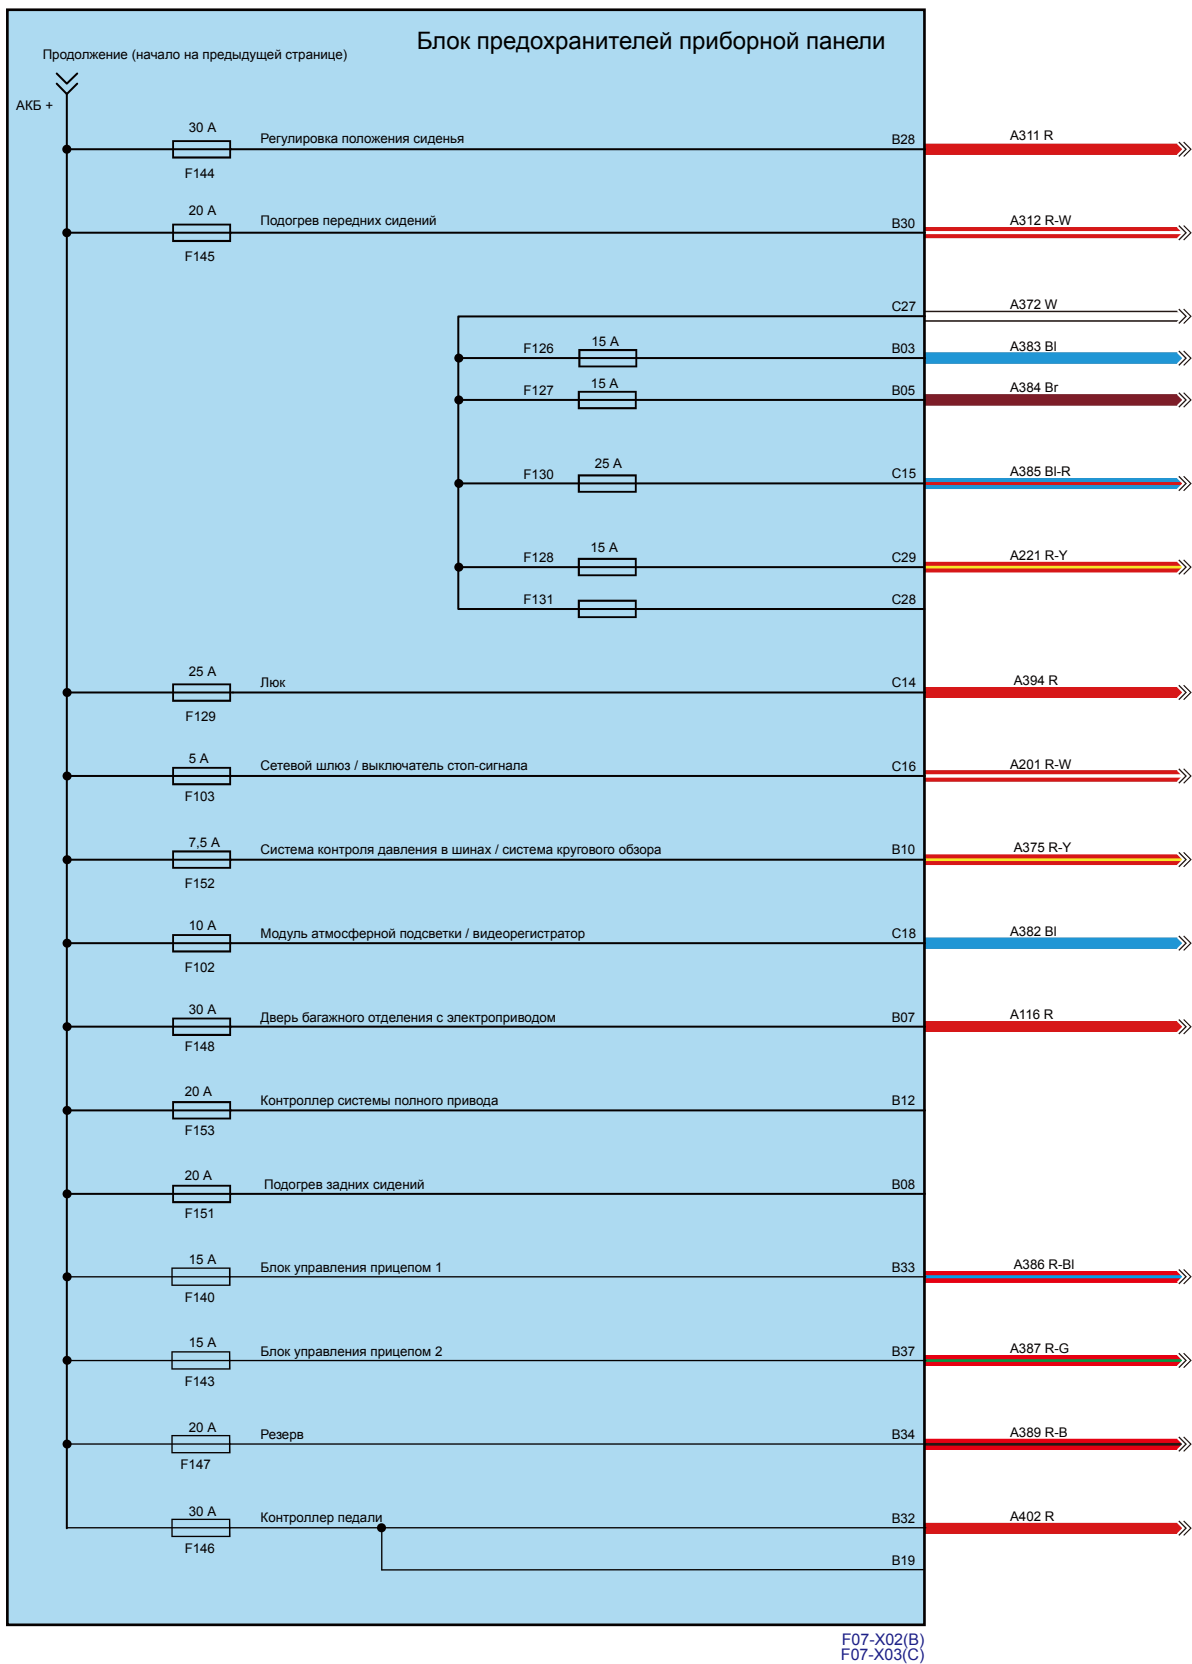 Блок предохранителей приборной панели
Продолжение (начало на предыдущей странице)
АКБ +
30 А
Регулировка положения сиденья
B28
A311 R
F144
20 А
Подогрев передних сидений
B30
A312 R-W
F145
C27
A372 W
F126
15 А
B03
A383 Bl
F127
15 А
B05
A384 Br
F130
25 А
C15
A385 Bl-R
F128
15 А
C29
A221 R-Y
F131
C28
25 А
Люк
C14
A394 R
F129
5 А
Сетевой шлюз / выключатель стоп-сигнала
C16
A201 R-W
F103
7,5 А
Система контроля давления в шинах / система кругового обзора
B10
A375 R-Y
F152
10 А
Модуль атмосферной подсветки / видеорегистратор
C18
A382 Bl
F102
30 А
Дверь багажного отделения с электроприводом
B07
A116 R
F148
20 А
Контроллер системы полного привода
B12
F153
20 А
Подогрев задних сидений
B08
F151
15 А
Блок управления прицепом 1
B33
A386 R-Bl
F140
15 А
Блок управления прицепом 2
B37
A387 R-G
F143
20 А
Резерв
B34
A389 R-B
F147
30 А
Контроллер педали
B32
A402 R
F146
B19
F07-X02(B)
F07-X03(C)